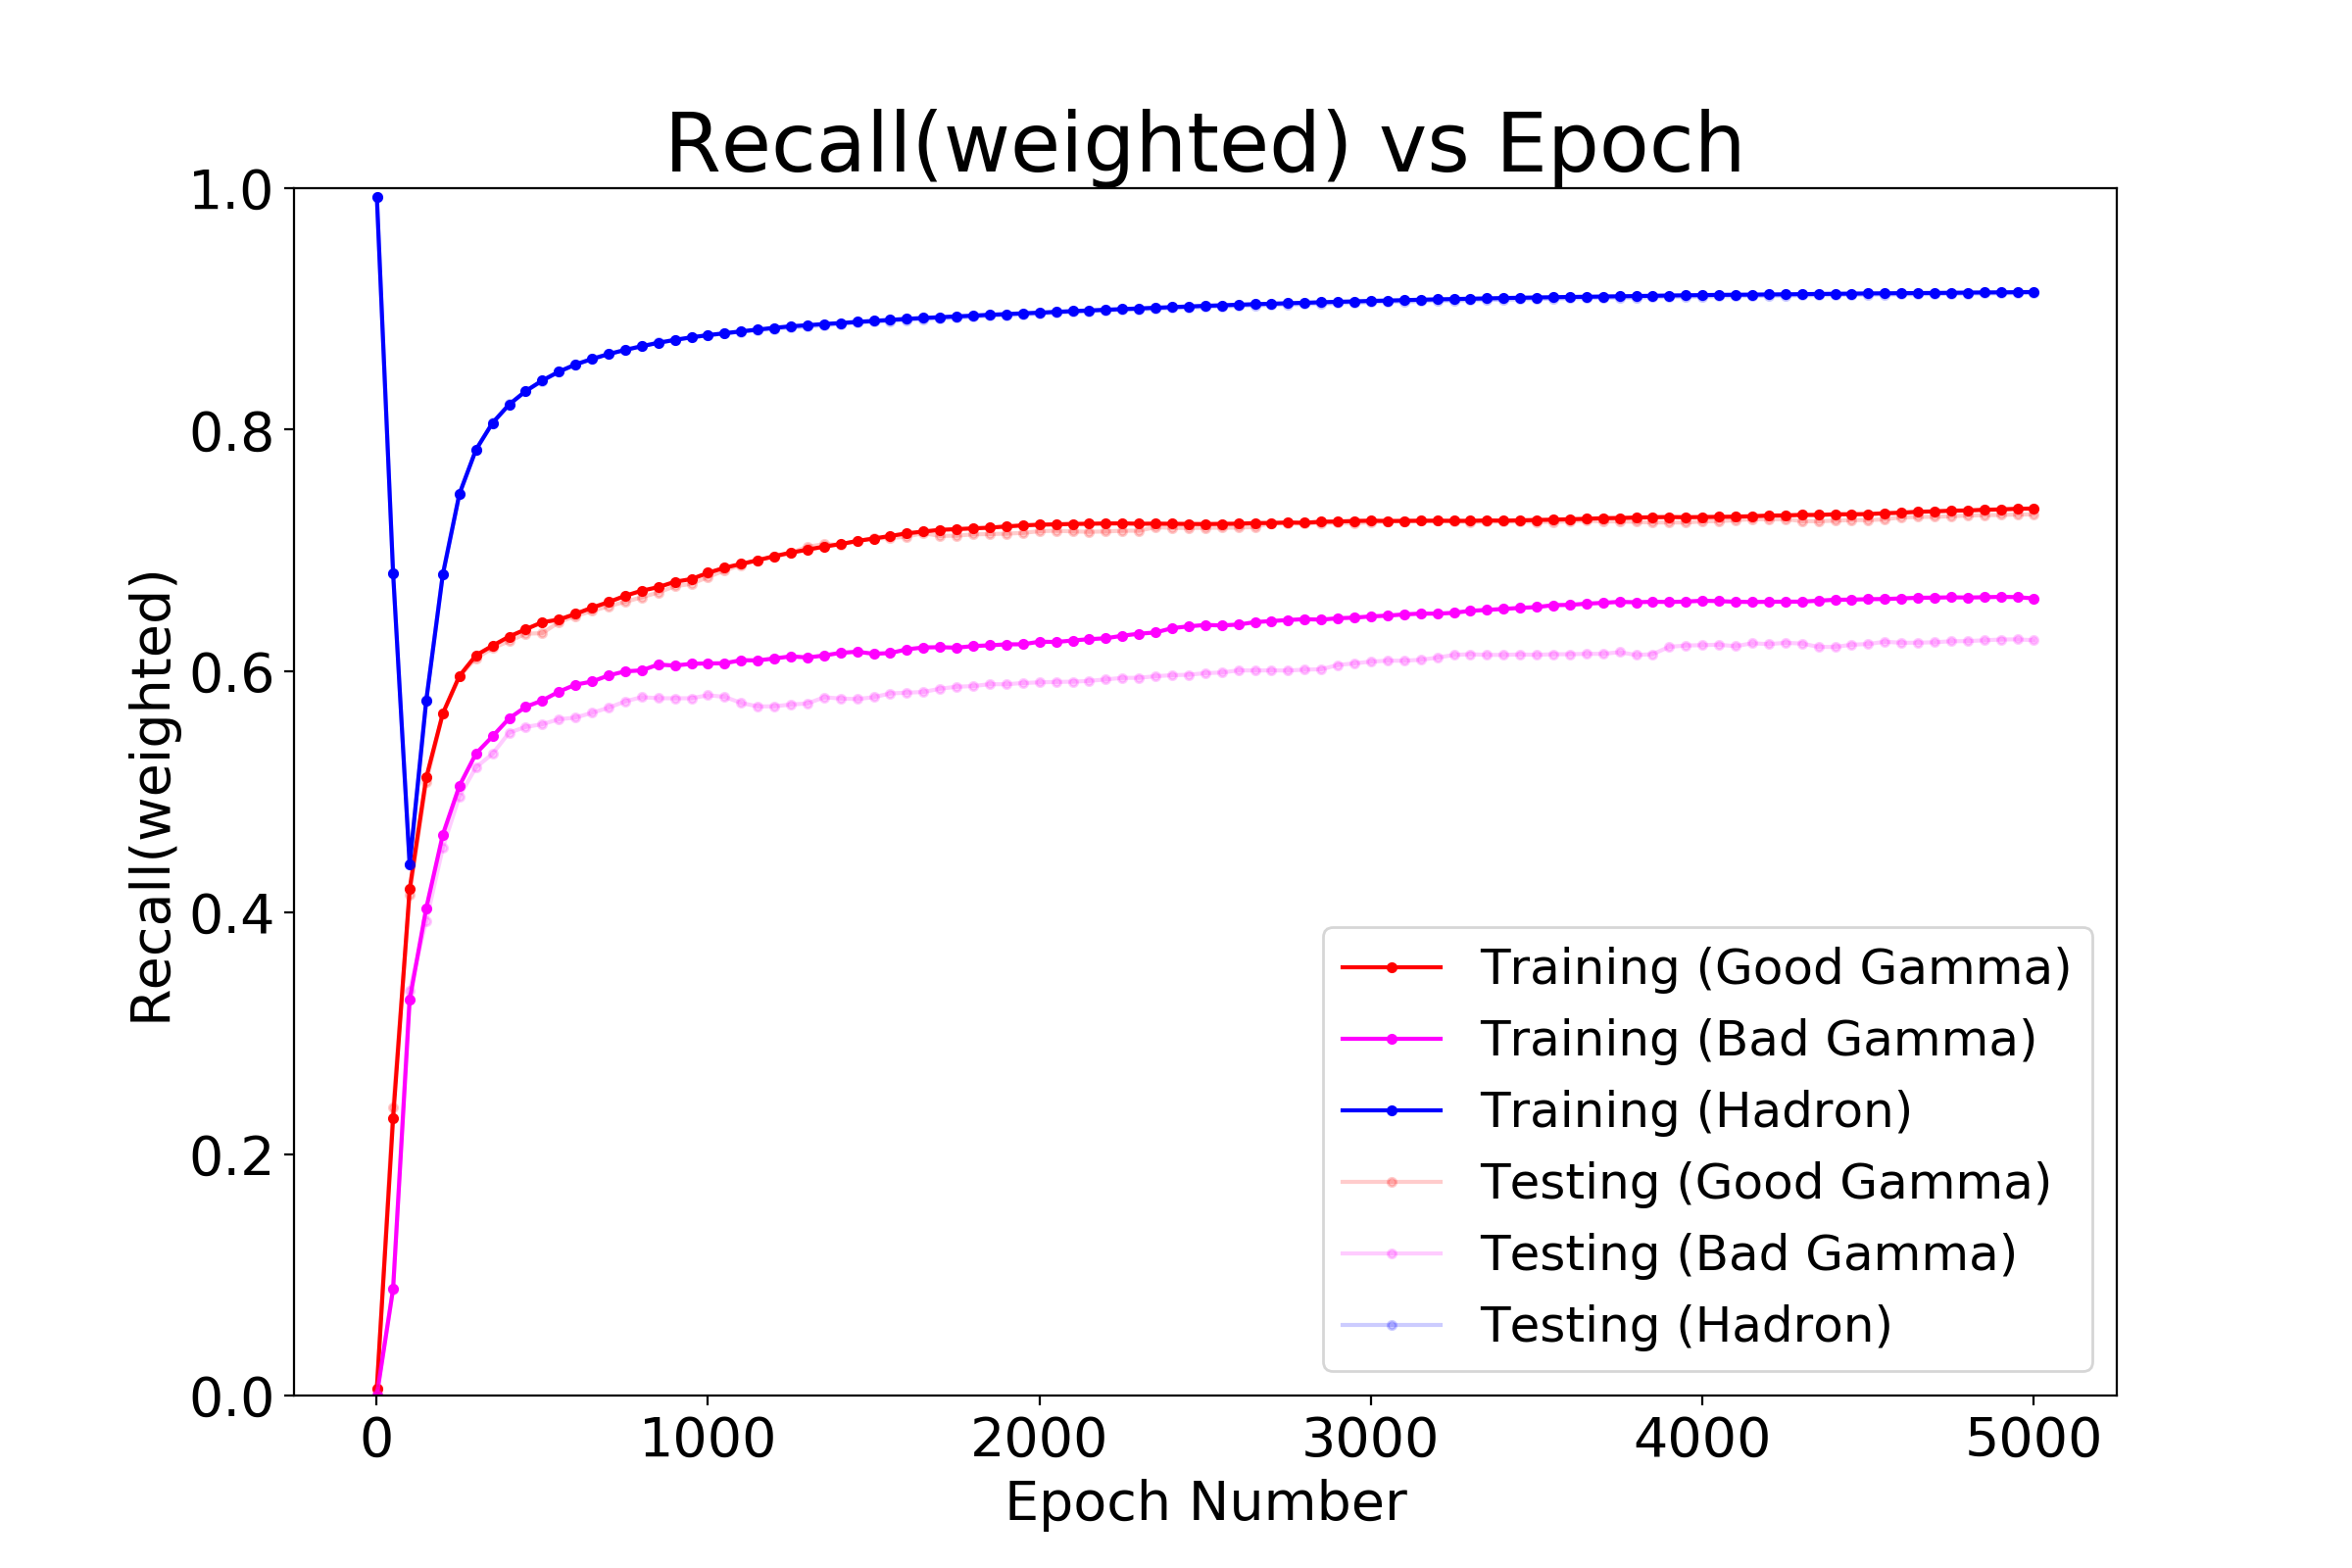 Recall(weighted) vs Epoch
Recall(weighted)
1.0
0.8
0.6
0.4
0.2
0.0
Training (Good Gamma)
Training (Bad Gamma)
Training (Hadron)
Testing (Good Gamma)
Testing (Bad Gamma)
Testing (Hadron)
0 1000 2000 3000 4000 5000
Epoch Number